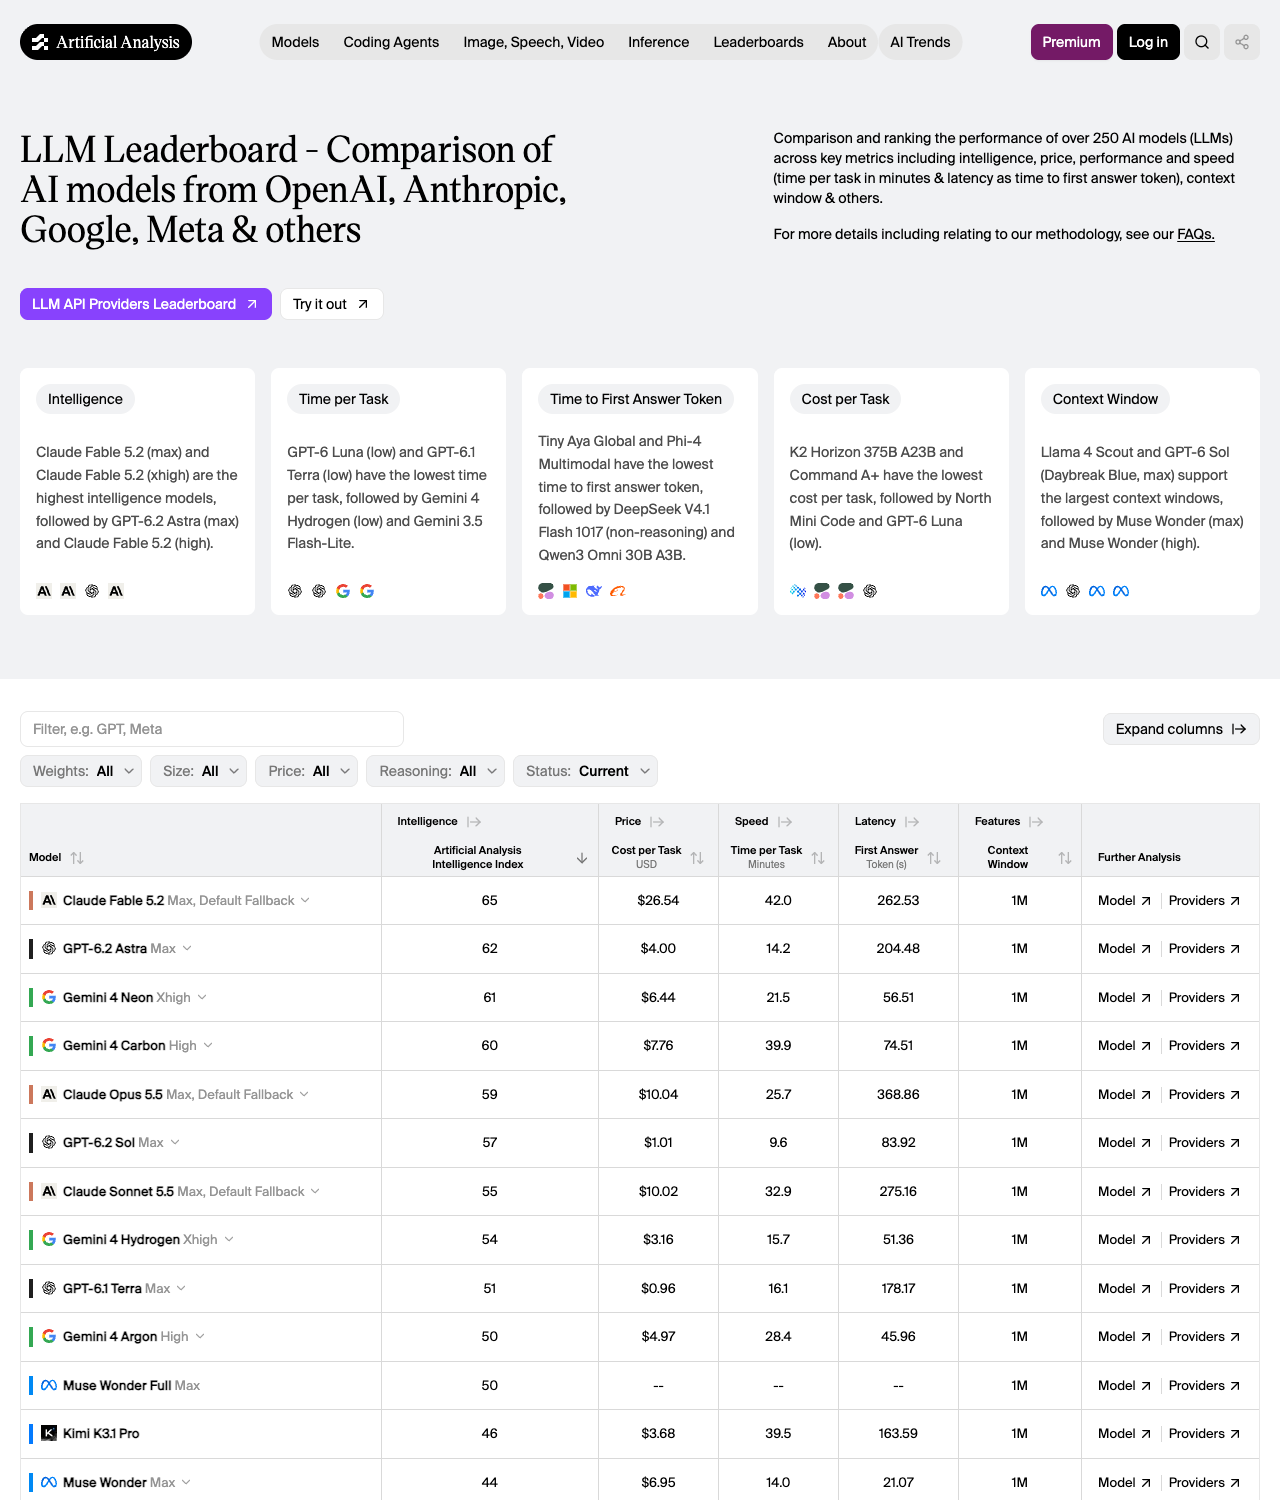 Artificial Analysis
Models Coding Agents Image, Speech, Video Inference Leaderboards About AI Trends
Premium Log in
LLM Leaderboard - Comparison of
AI models from OpenAI, Anthropic,
Google, Meta & others
Comparison and ranking the performance of over 250 AI models (LLMs)
across key metrics including intelligence, price, performance and speed
(time per task in minutes & latency as time to first answer token), context
window & others.
For more details including relating to our methodology, see our FAQs.
LLM API Providers Leaderboard
Try it out
Intelligence
Claude Fable 5.2 (max) and
Claude Fable 5.2 (xhigh) are the
highest intelligence models,
followed by GPT-6.2 Astra (max)
and Claude Fable 5.2 (high).
Time per Task
GPT-6 Luna (low) and GPT-6.1
Terra (low) have the lowest time
per task, followed by Gemini 4
Hydrogen (low) and Gemini 3.5
Flash-Lite.
Time to First Answer Token
Tiny Aya Global and Phi-4
Multimodal have the lowest
time to first answer token,
followed by DeepSeek V4.1
Flash 1017 (non-reasoning) and
Qwen3 Omni 30B A3B.
Cost per Task
K2 Horizon 375B A23B and
Command A+ have the lowest
cost per task, followed by North
Mini Code and GPT-6 Luna
(low).
Context Window
Llama 4 Scout and GPT-6 Sol
(Daybreak Blue, max) support
the largest context windows,
followed by Muse Wonder (max)
and Muse Wonder (high).
Filter, e.g. GPT, Meta
Expand columns
Weights: All Size: All Price: All Reasoning: All Status: Current
Intelligence Price Speed Latency Features
Model
Artificial Analysis
Intelligence Index
Cost per Task
USD
Time per Task
Minutes
First Answer
Token (s)
Context
Window
Further Analysis
Claude Fable 5.2 Max, Default Fallback 65 $26.54 42.0 262.53 1M Model Providers
GPT-6.2 Astra Max 62 $4.00 14.2 204.48 1M Model Providers
Gemini 4 Neon Xhigh 61 $6.44 21.5 56.51 1M Model Providers
Gemini 4 Carbon High 60 $7.76 39.9 74.51 1M Model Providers
Claude Opus 5.5 Max, Default Fallback 59 $10.04 25.7 368.86 1M Model Providers
GPT-6.2 Sol Max 57 $1.01 9.6 83.92 1M Model Providers
Claude Sonnet 5.5 Max, Default Fallback 55 $10.02 32.9 275.16 1M Model Providers
Gemini 4 Hydrogen Xhigh 54 $3.16 15.7 51.36 1M Model Providers
GPT-6.1 Terra Max 51 $0.96 16.1 178.17 1M Model Providers
Gemini 4 Argon High 50 $4.97 28.4 45.96 1M Model Providers
Muse Wonder Full Max 50 -- -- -- 1M Model Providers
Kimi K3.1 Pro 46 $3.68 39.5 163.59 1M Model Providers
Muse Wonder Max 44 $6.95 14.0 21.07 1M Model Providers